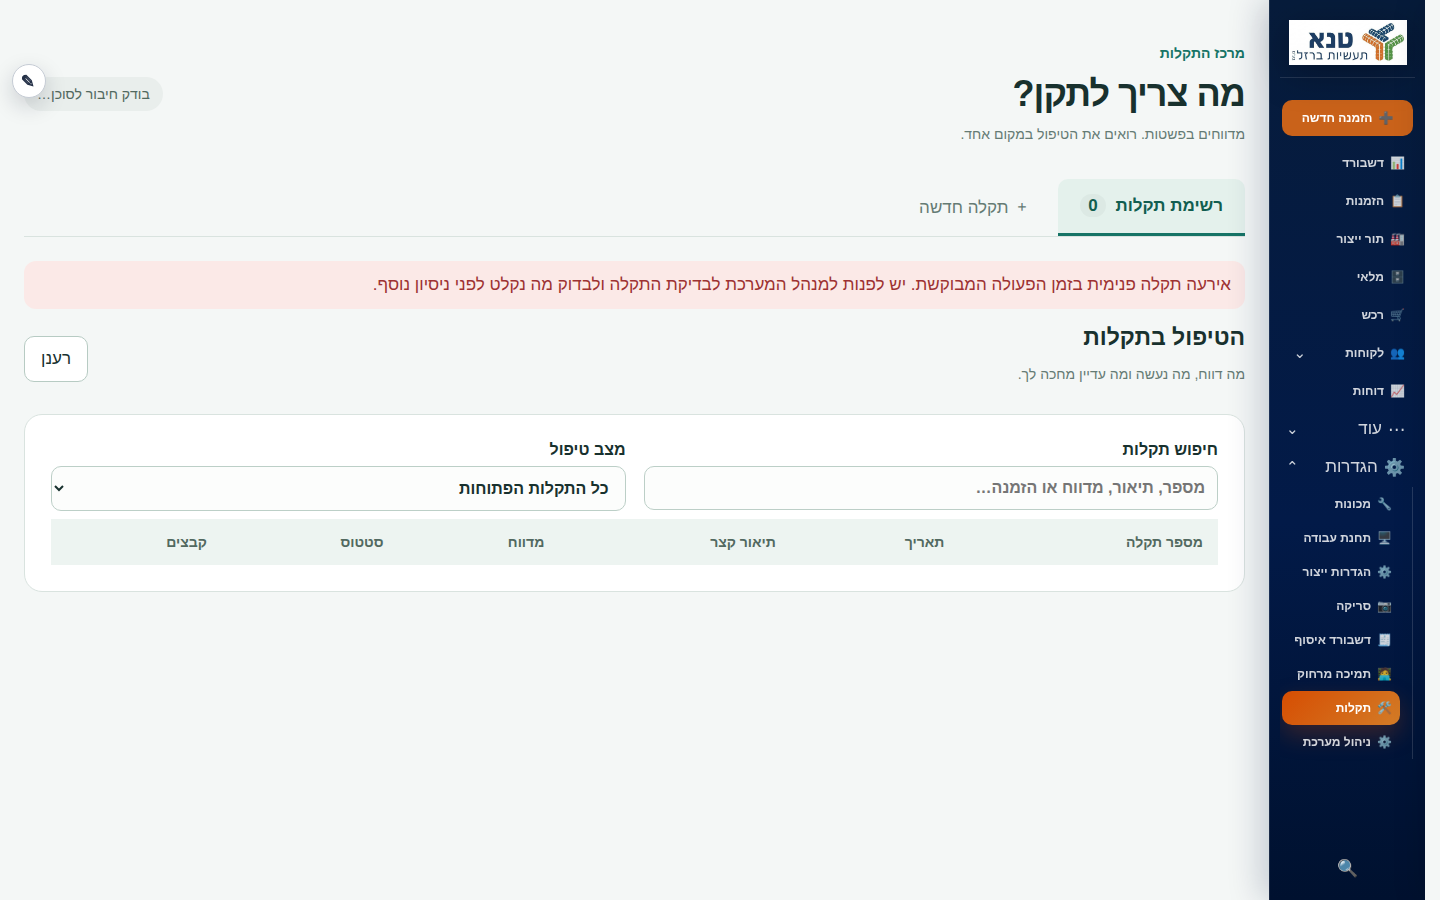 טנא
תעשיות ברזל
הזמנה חדשה
דשבורד
הזמנות
תור ייצור
מלאי
רכש
לקוחות
דוחות
עוד
הגדרות
מכונות
תחנת עבודה
הגדרות ייצור
סריקה
דשבורד איסוף
תמיכה מרחוק
תקלות
ניהול מערכת
מרכז התקלות
מה צריך לתקן?
מדווחים בפשטות. רואים את הטיפול במקום אחד.
בודק חיבור לסוכן...
רשימת תקלות 0
+ תקלה חדשה
אירעה תקלה פנימית בזמן הפעולה המבוקשת. יש לפנות למנהל המערכת לבדיקת התקלה ולבדוק מה נקלט לפני ניסיון נוסף.
הטיפול בתקלות
מה דווח, מה נעשה ומה עדיין מחכה לך.
רענן
חיפוש תקלות
מספר, תיאור, מדווח או הזמנה...
מצב טיפול
כל התקלות הפתוחות
מספר תקלה תאריך תיאור קצר מדווח סטטוס קבצים